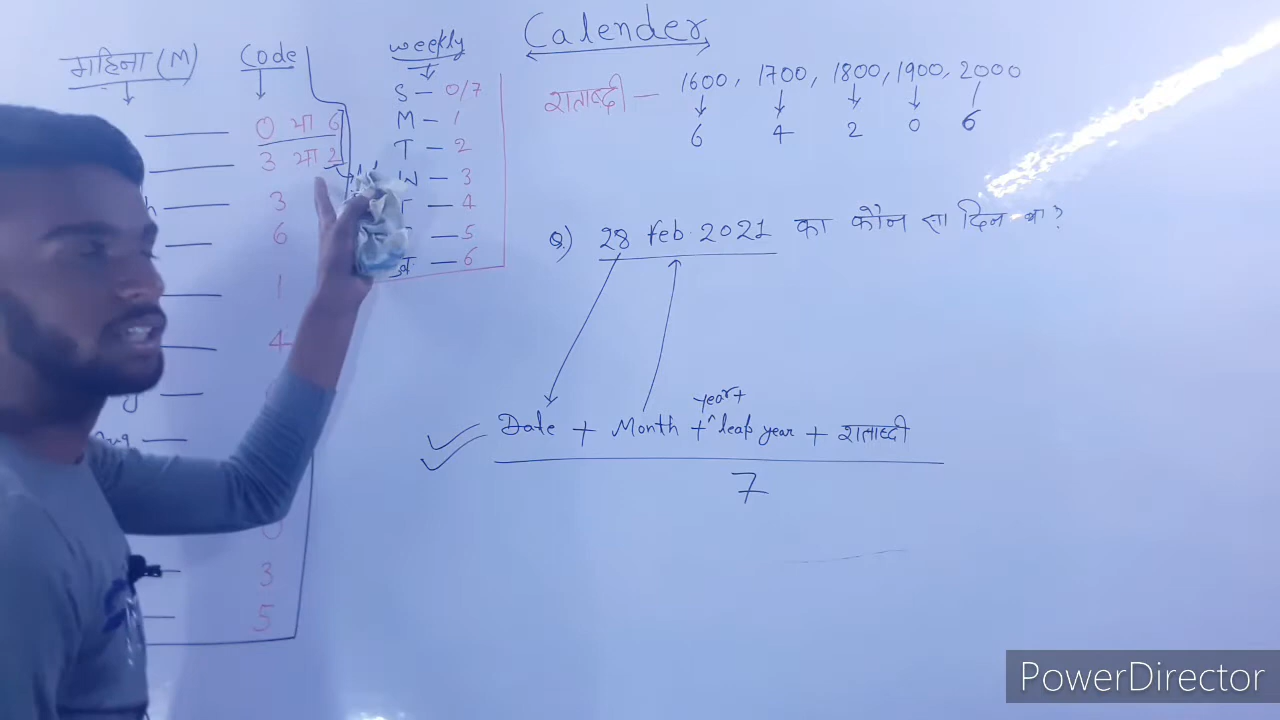 Calender
महिना (M) Code
0 या 6
3 या 2
3
6
1
4
Aug
3
5
weekly
S - 0/7
M - 1
T - 2
W - 3
T - 4
- 5
- 6
शताब्दी - 1600, 1700, 1800, 1900, 2000
6 4 2 0 6
Q.) 28 feb. 2021 का कौन सा दिन था ?
year +
Date + Month + ^ leap year + शताब्दी
7
PowerDirector